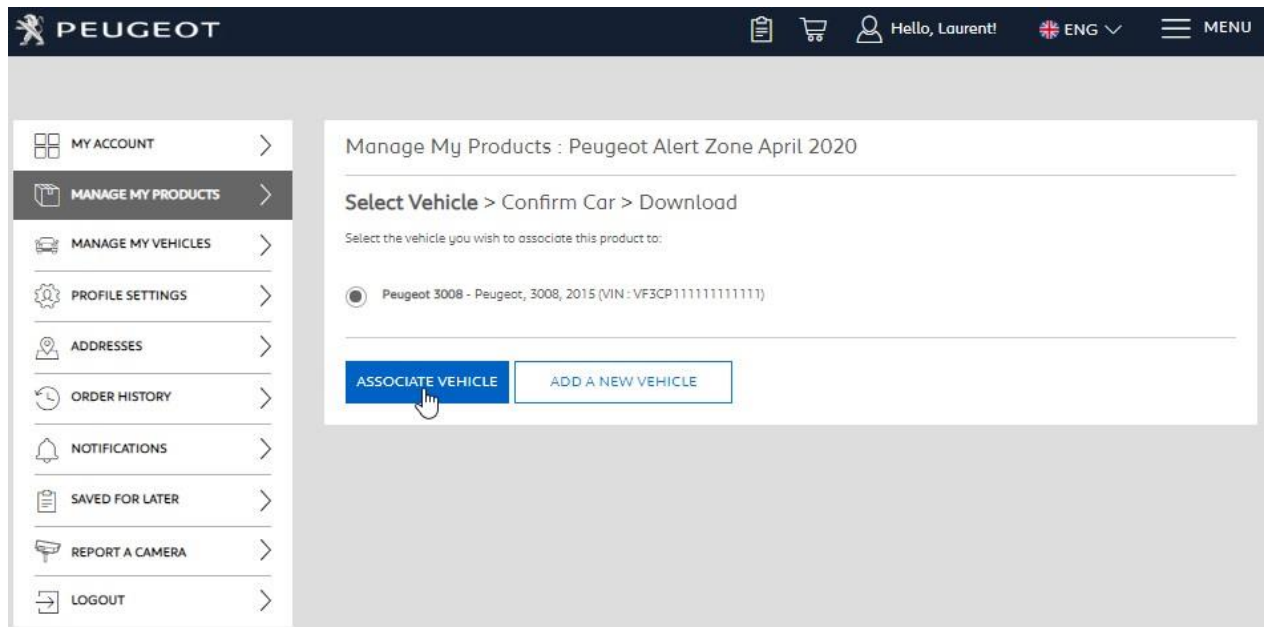 PEUGEOT
Hello, Laurent!
ENG
MENU
MY ACCOUNT
MANAGE MY PRODUCTS
MANAGE MY VEHICLES
PROFILE SETTINGS
ADDRESSES
ORDER HISTORY
NOTIFICATIONS
SAVED FOR LATER
REPORT A CAMERA
LOGOUT
Manage My Products : Peugeot Alert Zone April 2020
Select Vehicle > Confirm Car > Download
Select the vehicle you wish to associate this product to:
Peugeot 3008 - Peugeot, 3008, 2015 (VIN : VF3CP111111111111)
ASSOCIATE VEHICLE
ADD A NEW VEHICLE